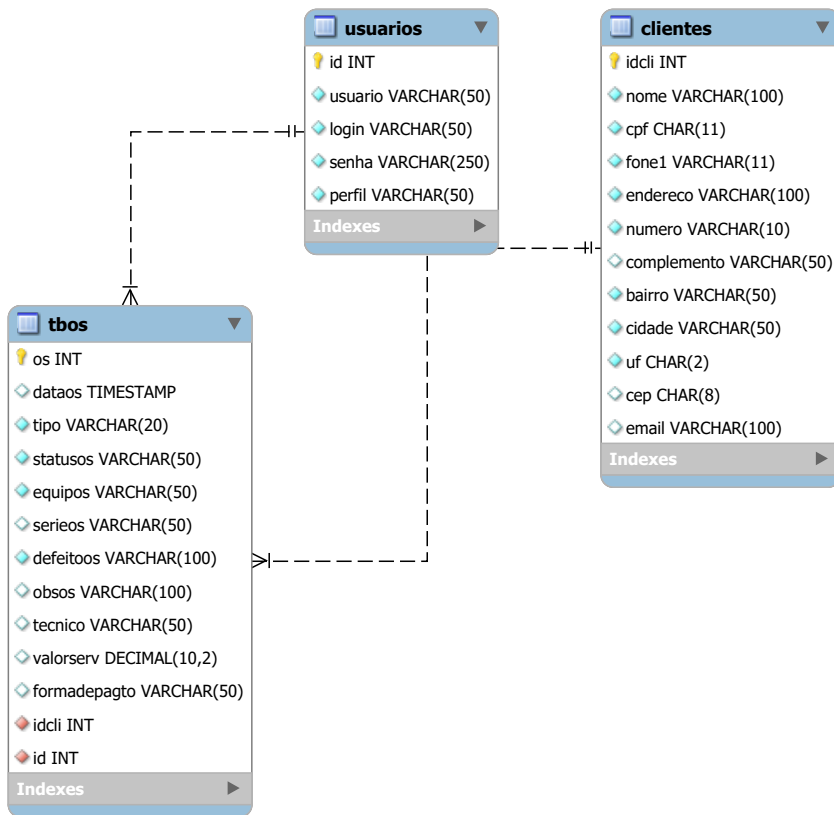 usuarios
id INT
usuario VARCHAR(50)
login VARCHAR(50)
senha VARCHAR(250)
perfil VARCHAR(50)
Indexes
clientes
idcli INT
nome VARCHAR(100)
cpf CHAR(11)
fone1 VARCHAR(11)
endereco VARCHAR(100)
numero VARCHAR(10)
complemento VARCHAR(50)
bairro VARCHAR(50)
cidade VARCHAR(50)
uf CHAR(2)
cep CHAR(8)
email VARCHAR(100)
Indexes
tbos
os INT
dataos TIMESTAMP
tipo VARCHAR(20)
statusos VARCHAR(50)
equipos VARCHAR(50)
serieos VARCHAR(50)
defeitoos VARCHAR(100)
obsos VARCHAR(100)
tecnico VARCHAR(50)
valorserv DECIMAL(10,2)
formadepagto VARCHAR(50)
idcli INT
id INT
Indexes